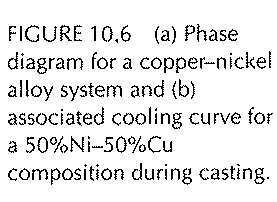 FIGURE 10.6 (a) Phase
diagram for a copper–nickel
alloy system and (b)
associated cooling curve for
a 50%Ni–50%Cu
composition during casting.